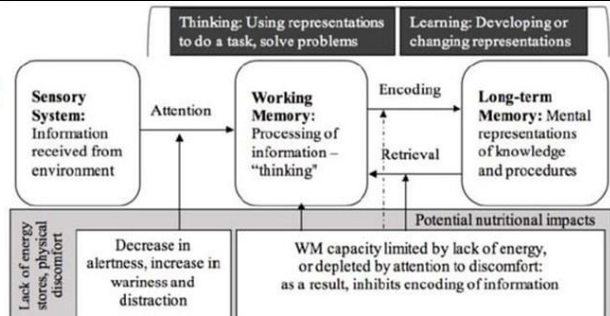 Thinking: Using representations
to do a task, solve problems
Learning: Developing or
changing representations
Sensory
System:
Information
received from
environment
Attention
Working
Memory:
Processing of
information –
“thinking”
Encoding
Retrieval
Long-term
Memory: Mental
representations
of knowledge
and procedures
Potential nutritional impacts
Lack of energy
stores, physical
discomfort
Decrease in
alertness, increase in
wariness and
distraction
WM capacity limited by lack of energy,
or depleted by attention to discomfort:
as a result, inhibits encoding of information